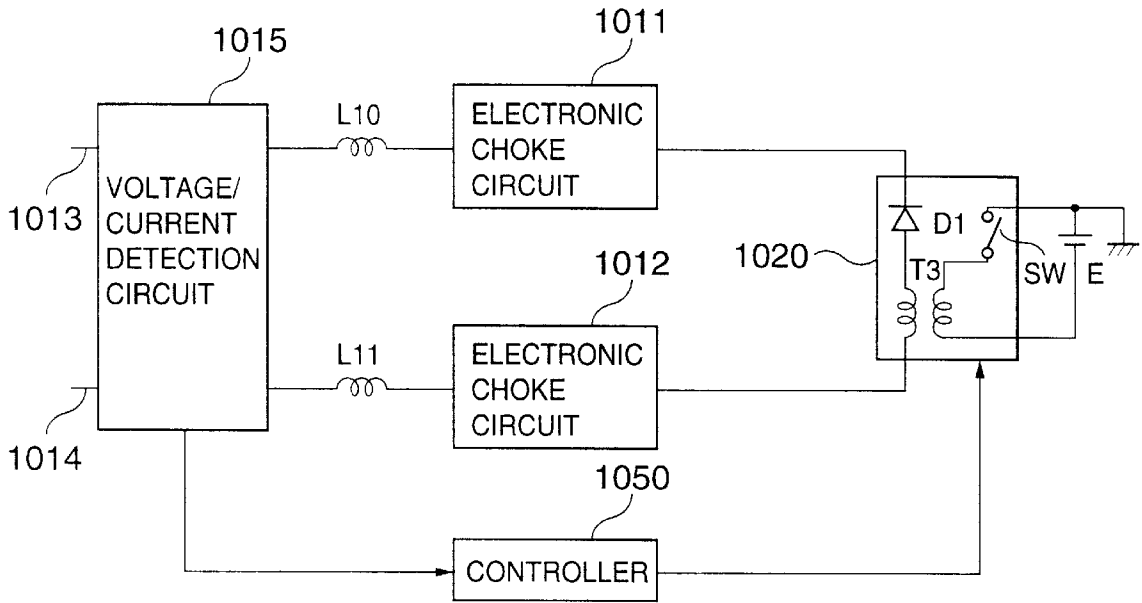 1015
1011
L10
ELECTRONIC
CHOKE
CIRCUIT
VOLTAGE/
CURRENT
DETECTION
CIRCUIT
1013
D1
1020
T3
SW
E
1012
L11
ELECTRONIC
CHOKE
CIRCUIT
1014
1050
CONTROLLER